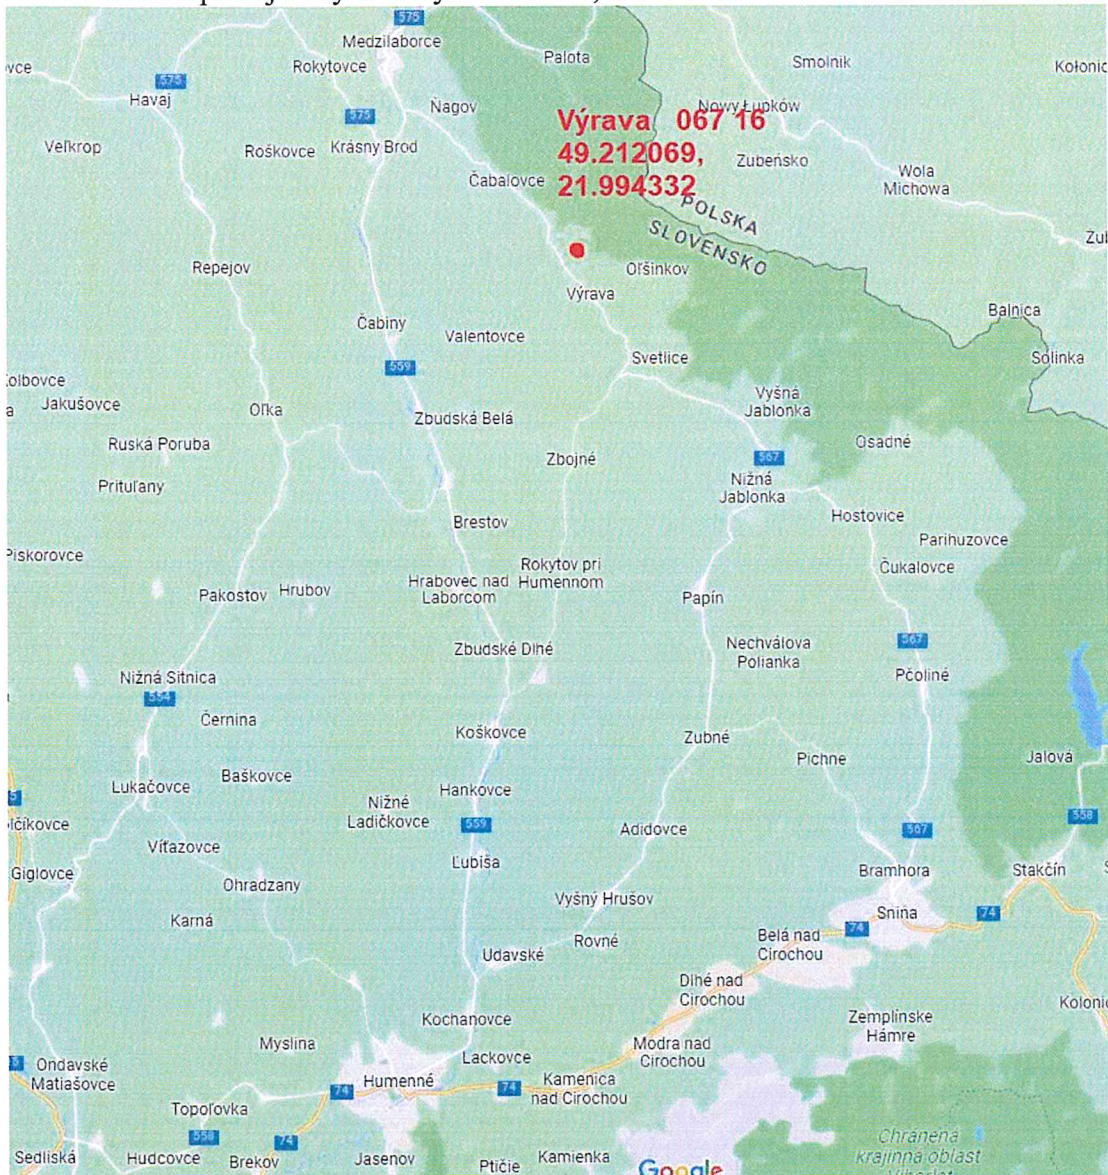 575
Medzilaborce
Palota
Smolnik
Rokytovce
575
Havaj
Ňagov
Nowy Łupków
Výrava 067 16
575
49.212069,
Veľkrop
Roškovce
Krásny Brod
Zubeńsko
21.994332
Čabalovce
Wola
Michowa
POLSKA
SLOVENSKO
Repejov
Oľšinkov
Výrava
Balnica
Čabiny
Valentovce
Svetlice
Solinka
559
Jakušovce
Oľka
Vyšná
Jablonka
Zbudská Belá
Ruská Poruba
Osadné
Zbojné
567
Prituľany
Nižná
Jablonka
Brestov
Hostovice
Parihuzovce
Piskorovce
Rokytov pri
Humennom
Čukalovce
Hrabovec nad
Laborcom
Pakostov
Hrubov
Papín
567
Nechválova
Polianka
Zbudské Dlhé
Nižná Sitnica
Pčoliné
554
Černina
Koškovce
Zubné
Pichne
Jalová
Baškovce
Lukačovce
Hankovce
Nižné
Ladičkovce
558
559
Adidovce
567
Víťazovce
Ľubiša
Giglovce
Bramhora
Stakčín
Ohradzany
Vyšný Hrušov
Karná
Snina
74
74
Belá nad
Cirochou
Rovné
Udavské
Dlhé nad
Cirochou
Kochanovce
Zemplínske
Hámre
Myslina
Modra nad
Cirochou
Lackovce
Ondavské
Matiašovce
Humenné
Kamenica
nad Cirochou
74
74
Topoľovka
558
74
Chránená
krajinná oblasť
Sedliská
Hudcovce
Brekov
Jasenov
Ptičie
Kamienka
Google